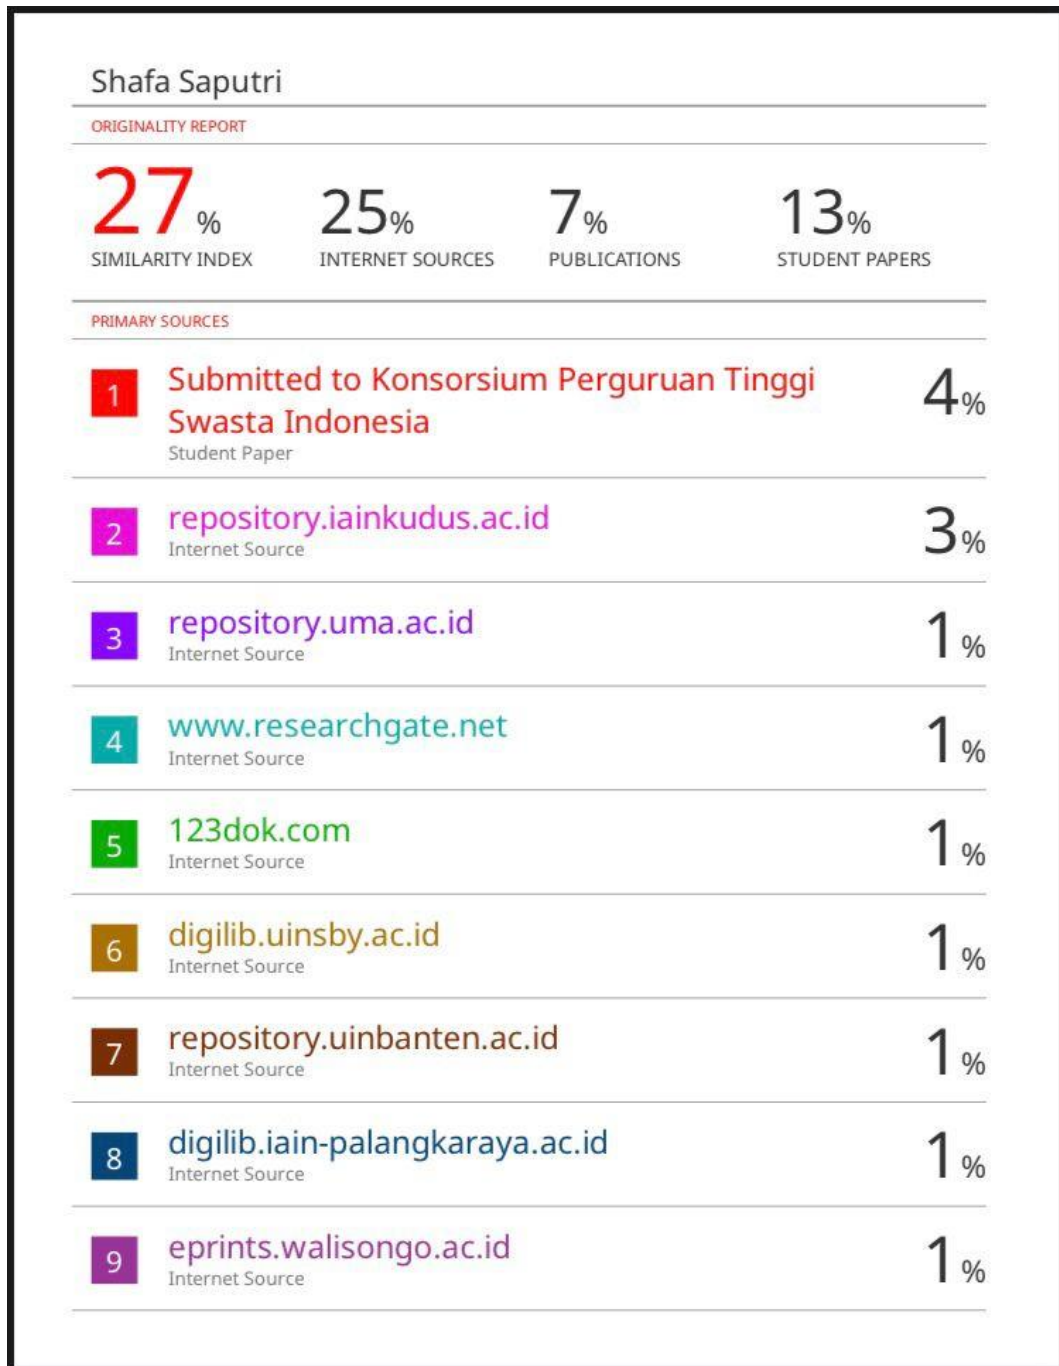 Shafa Saputri
ORIGINALITY REPORT
27% 25% 7% 13%
SIMILARITY INDEX INTERNET SOURCES PUBLICATIONS STUDENT PAPERS
PRIMARY SOURCES
1 Submitted to Konsorsium Perguruan Tinggi 4%
Swasta Indonesia
Student Paper
2 repository.iainkudus.ac.id 3%
Internet Source
3 repository.uma.ac.id 1%
Internet Source
4 www.researchgate.net 1%
Internet Source
5 123dok.com 1%
Internet Source
6 digilib.uinsby.ac.id 1%
Internet Source
7 repository.uinbanten.ac.id 1%
Internet Source
8 digilib.iain-palangkaraya.ac.id 1%
Internet Source
9 eprints.walisongo.ac.id 1%
Internet Source